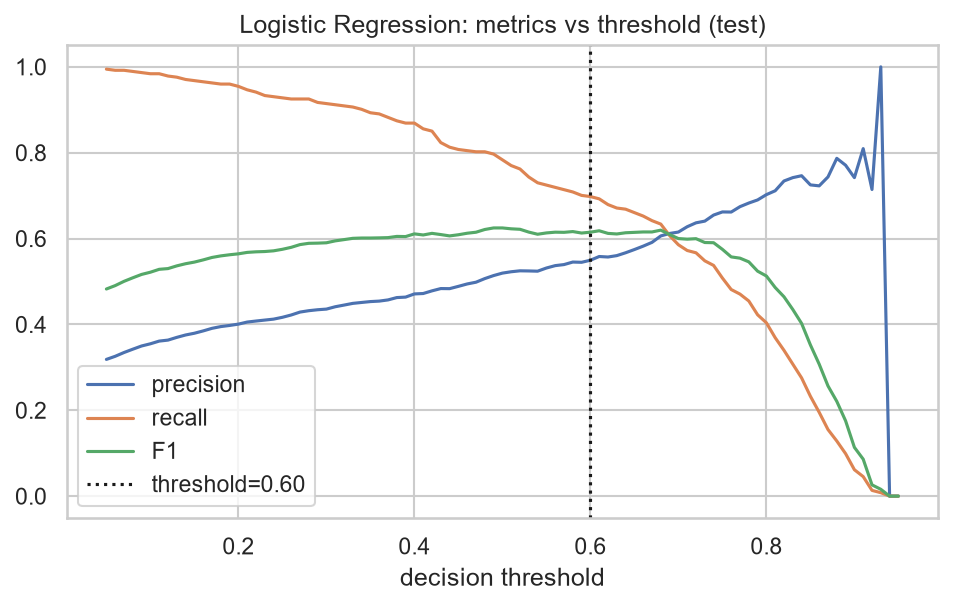 Logistic Regression: metrics vs threshold (test)
1.0
0.8
0.6
0.4
0.2
0.0
precision
recall
F1
threshold=0.60
0.2 0.4 0.6 0.8
decision threshold